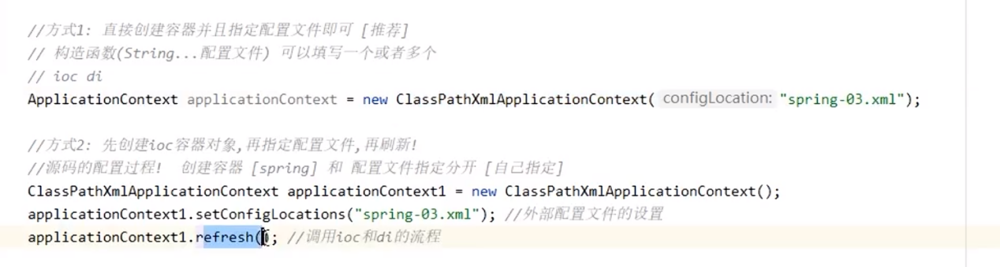 //方式1: 直接创建容器并且指定配置文件即可 [推荐]
// 构造函数(String...配置文件) 可以填写一个或者多个
// ioc di
ApplicationContext applicationContext = new ClassPathXmlApplicationContext( configLocation: "spring-03.xml");
//方式2: 先创建ioc容器对象,再指定配置文件,再刷新!
//源码的配置过程! 创建容器 [spring] 和 配置文件指定分开 [自己指定]
ClassPathXmlApplicationContext applicationContext1 = new ClassPathXmlApplicationContext();
applicationContext1.setConfigLocations("spring-03.xml"); //外部配置文件的设置
applicationContext1.refresh(); //调用ioc和di的流程